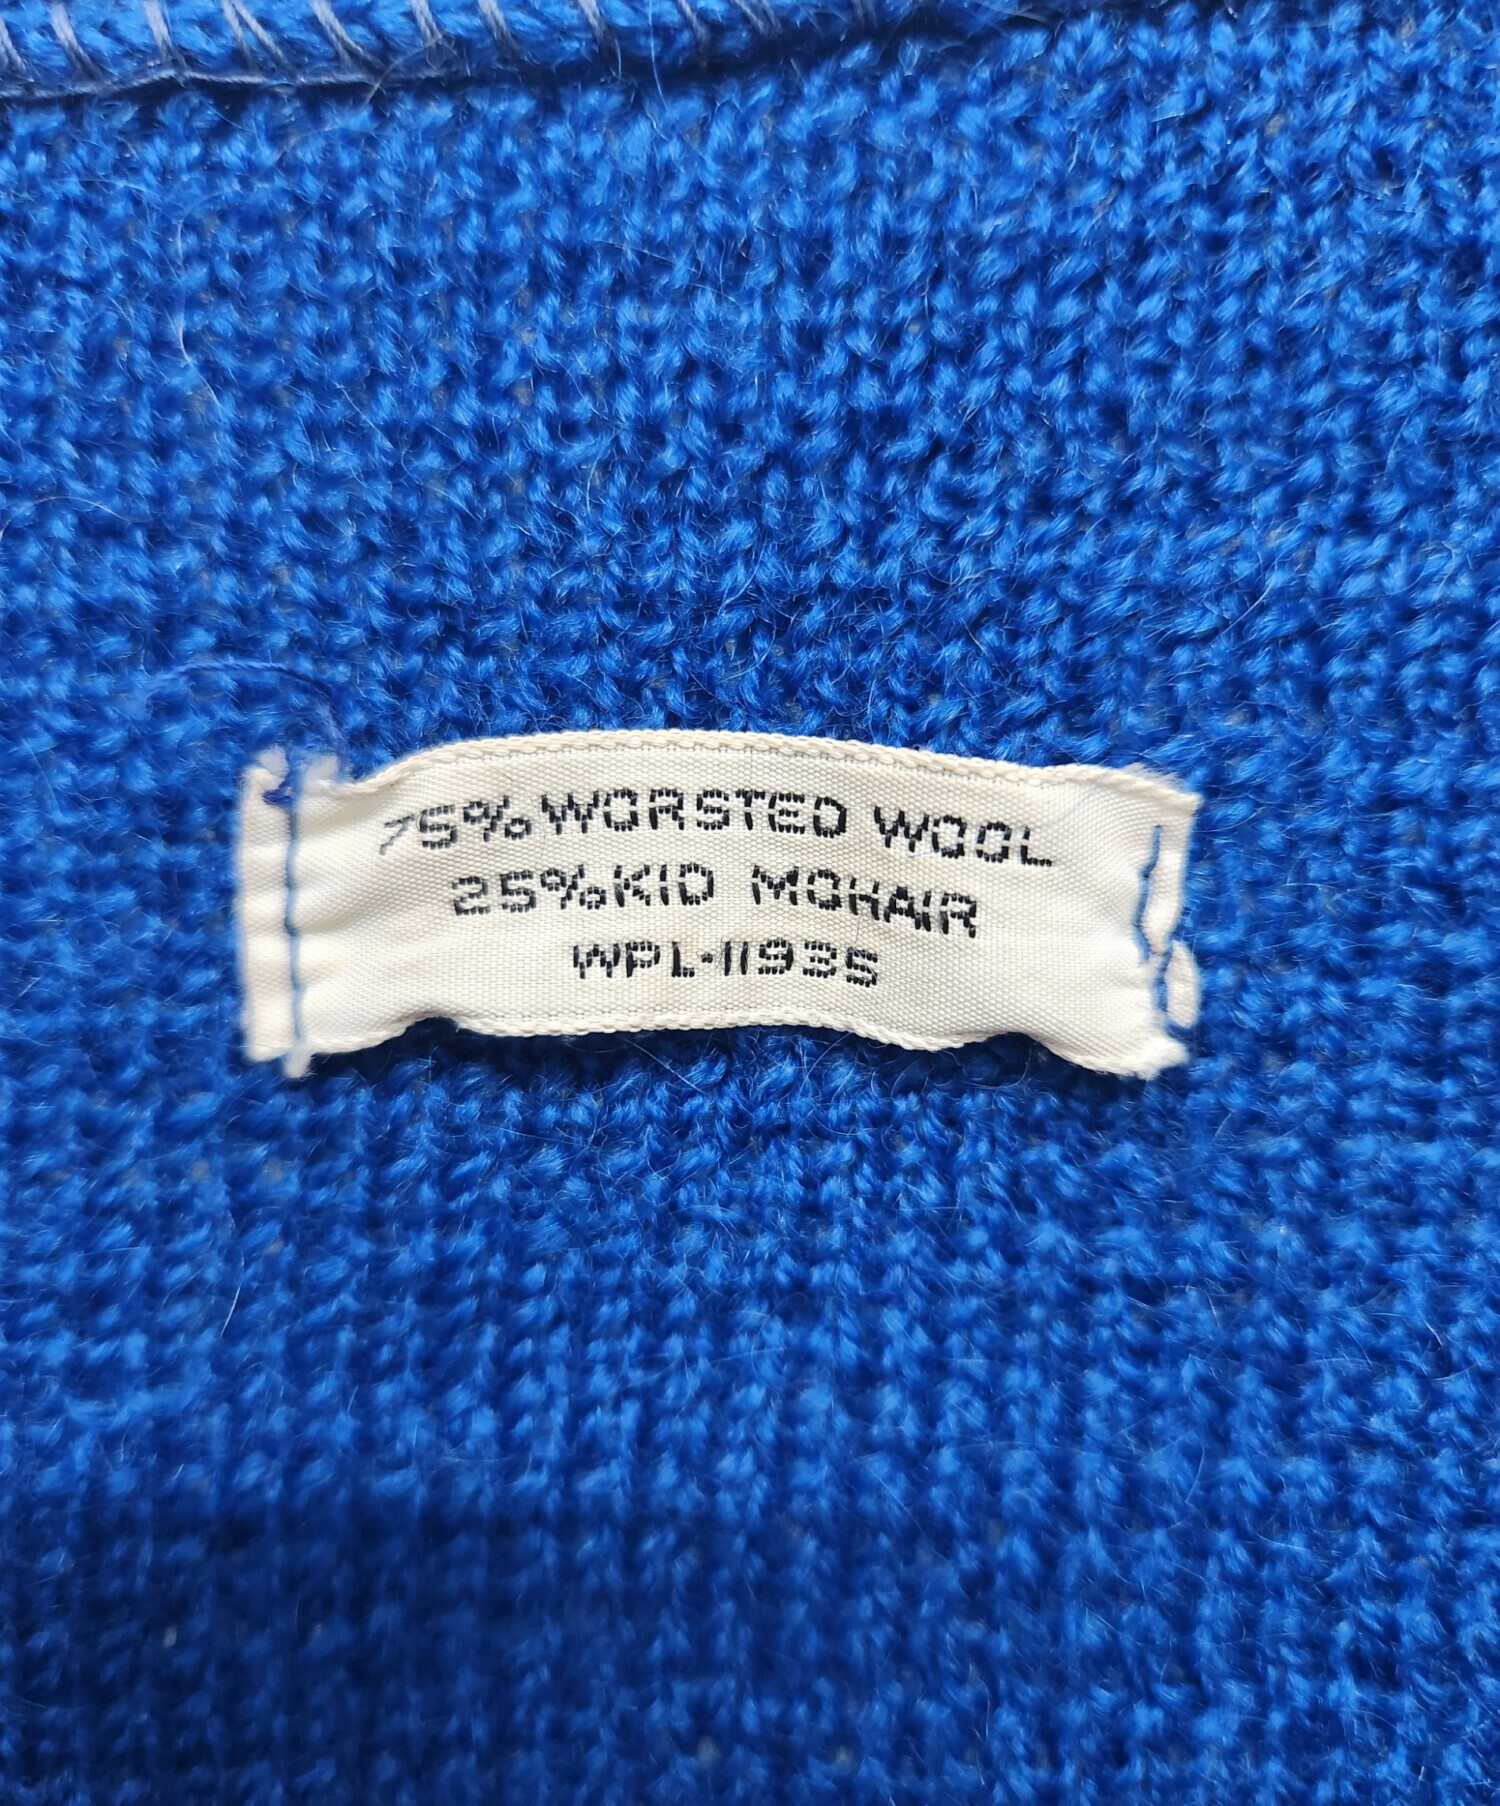 75% WORSTED WOOL
25% KID MOHAIR
WPL-11935